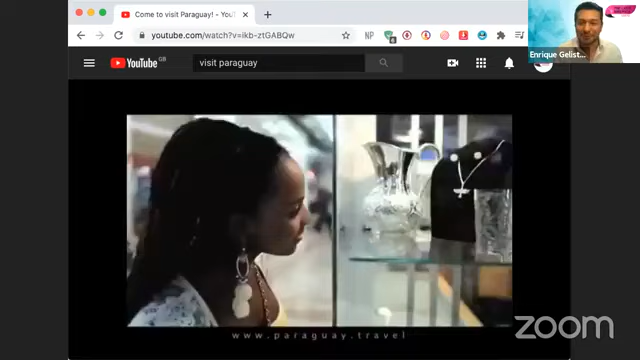 Come to visit Paraguay! - YouT
youtube.com/watch?v=ikb-ztGABQw
NP
6
YouTube GB
visit paraguay
Enrique Gelist...
www.paraguay.travel
zoom